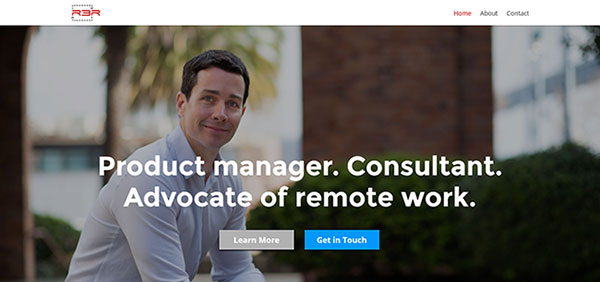 R3R
Home About Contact
Product manager. Consultant.
Advocate of remote work.
Learn More Get in Touch